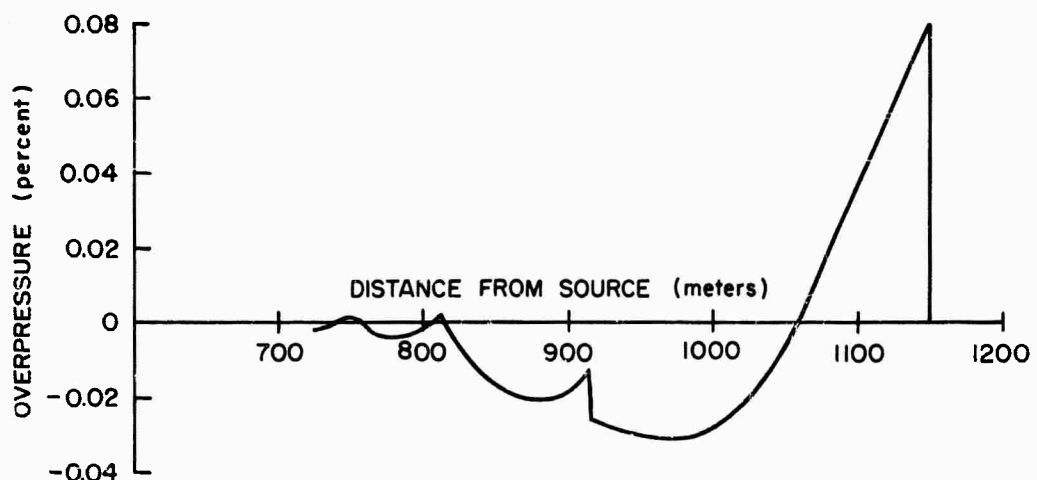 0.08
0.06
0.04
0.02
0
-0.02
-0.04
OVERPRESSURE (percent)
DISTANCE FROM SOURCE (meters)
700 800 900 1000 1100 1200